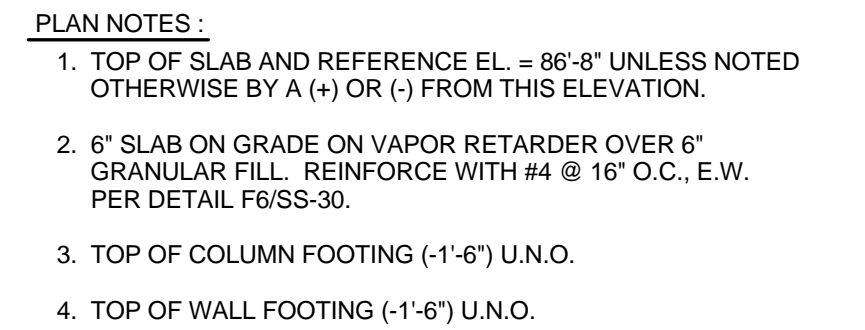 PLAN NOTES :
1. TOP OF SLAB AND REFERENCE EL. = 86'-8" UNLESS NOTED
OTHERWISE BY A (+) OR (-) FROM THIS ELEVATION.
2. 6" SLAB ON GRADE ON VAPOR RETARDER OVER 6"
GRANULAR FILL. REINFORCE WITH #4 @ 16" O.C., E.W.
PER DETAIL F6/SS-30.
3. TOP OF COLUMN FOOTING (-1'-6") U.N.O.
4. TOP OF WALL FOOTING (-1'-6") U.N.O.